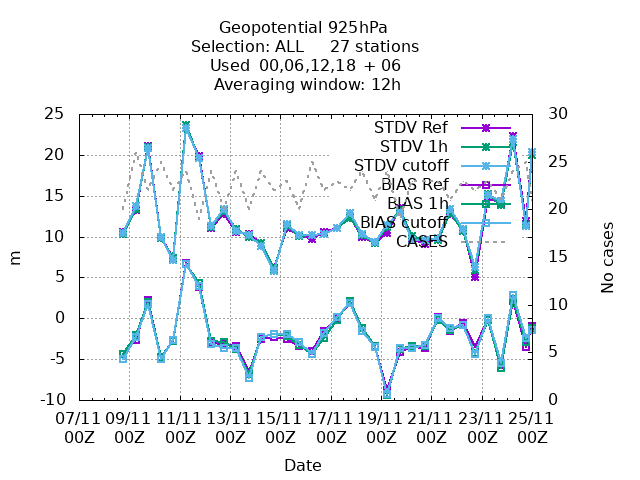 Geopotential 925hPa
Selection: ALL 27 stations
Used 00,06,12,18 + 06
Averaging window: 12h
25
20
15
10
5
0
-5
-10
30
25
20
15
10
5
0
m
No cases
STDV Ref
STDV 1h
STDV cutoff
BIAS Ref
BIAS 1h
BIAS cutoff
CASES
07/11 09/11 11/11 13/11 15/11 17/11 19/11 21/11 23/11 25/11
00Z 00Z 00Z 00Z 00Z 00Z 00Z 00Z 00Z 00Z
Date